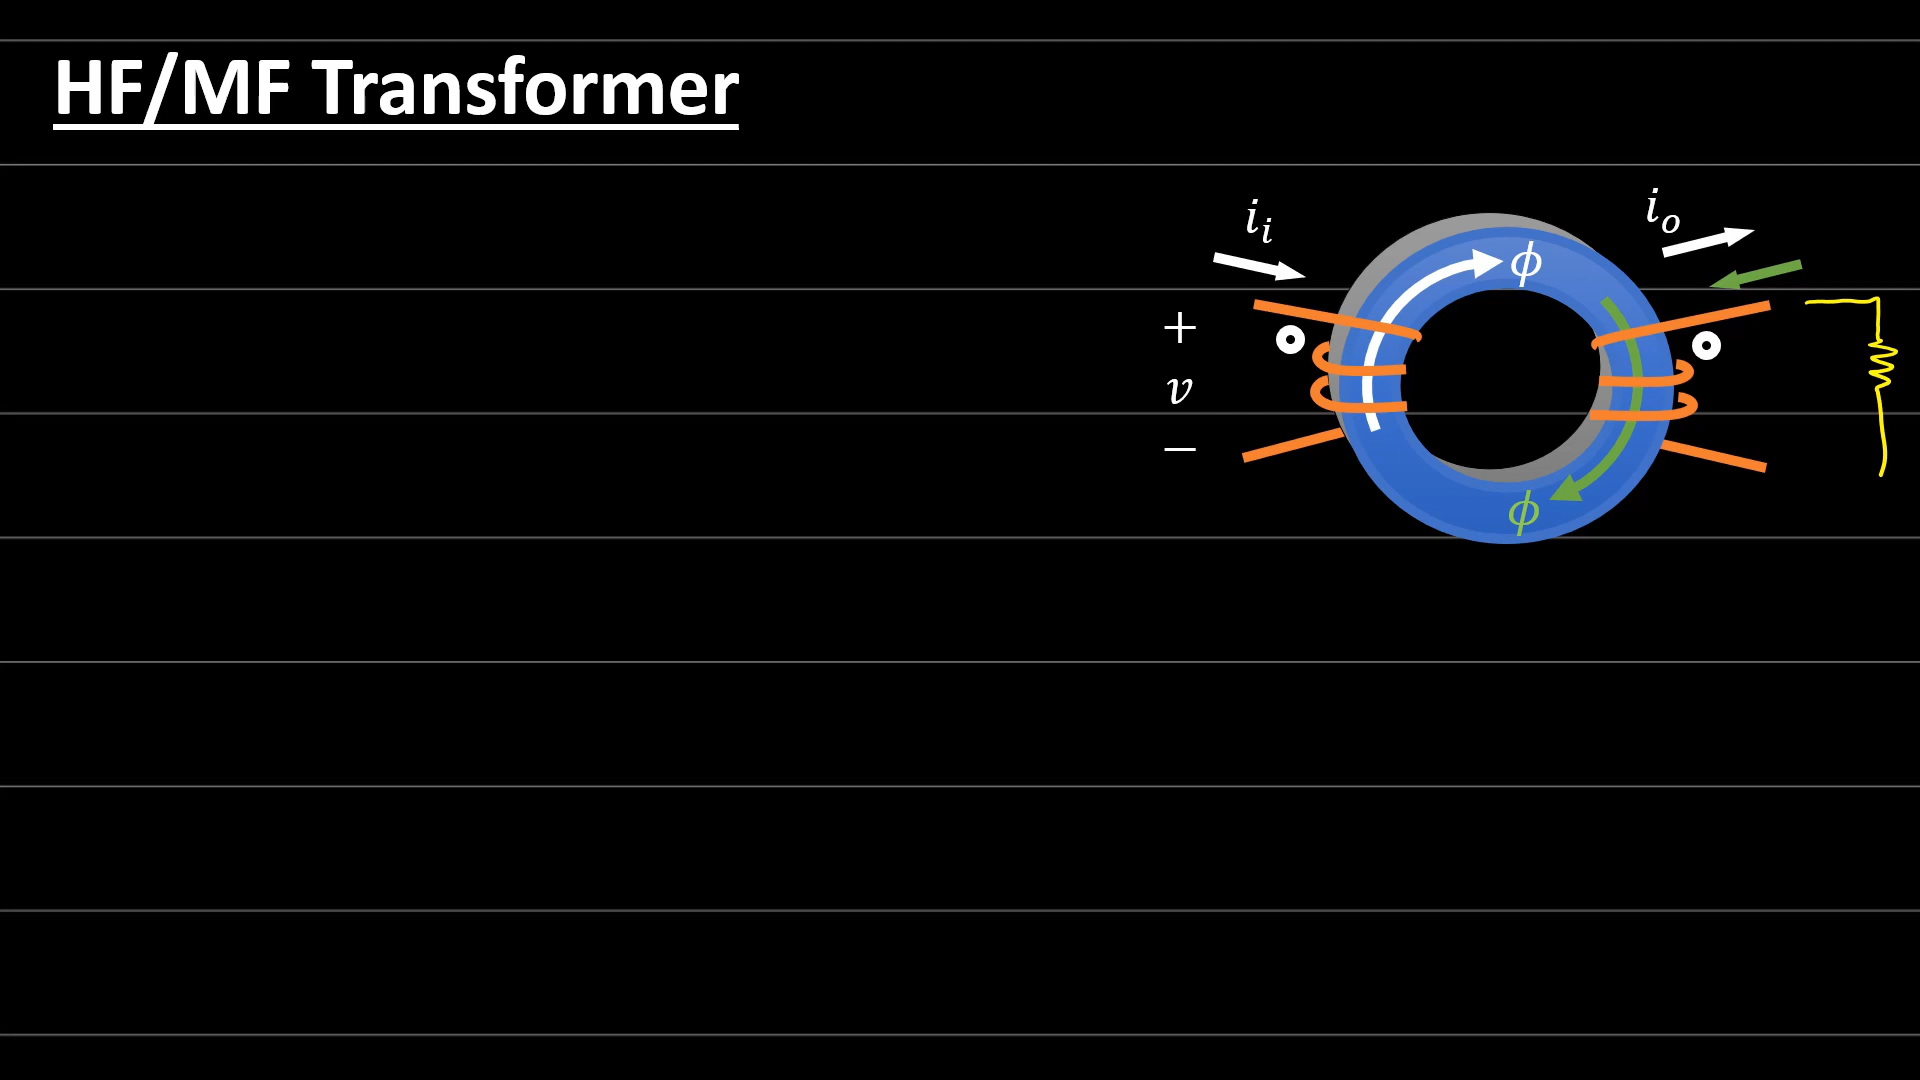 HF/MF Transformer
i_i
i_o
ϕ
+
v
−
ϕ